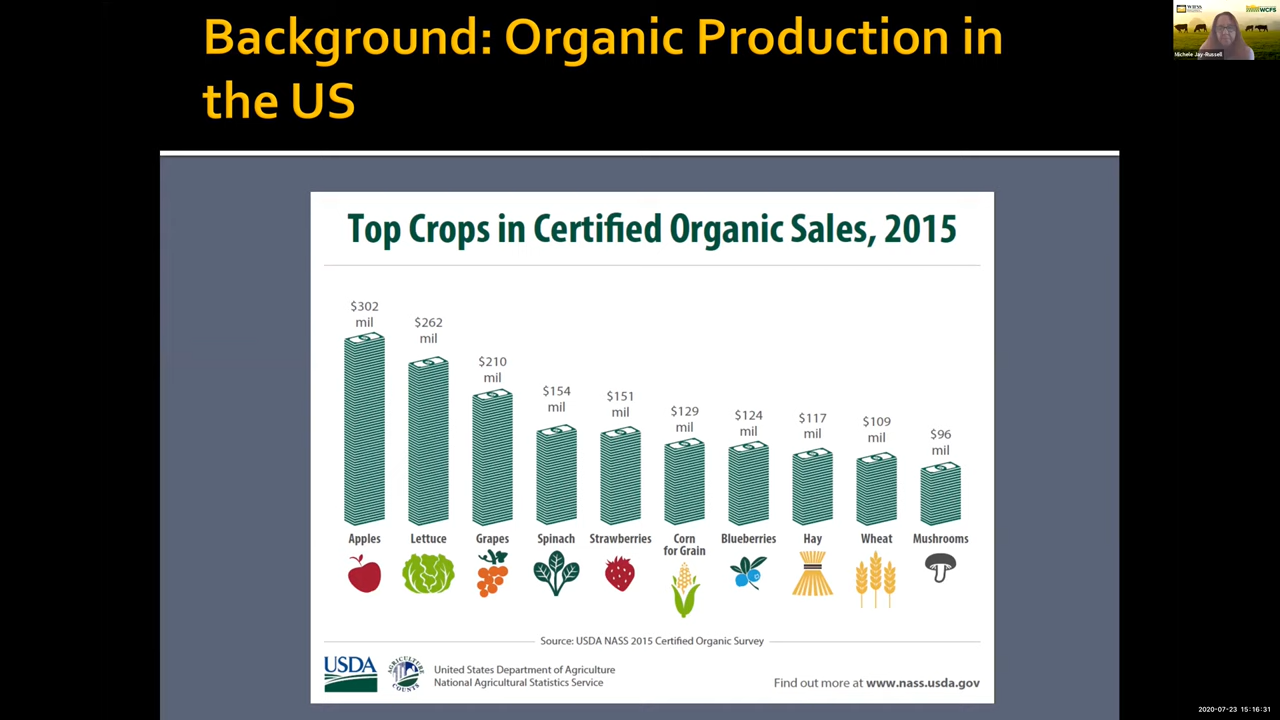 Background: Organic Production in
the US
WCFS
Michele Jay-Russell
Top Crops in Certified Organic Sales, 2015
$302
mil
$262
mil
$210
mil
$154
mil
$151
mil
$129
mil
$124
mil
$117
mil
$109
mil
$96
mil
Apples
Lettuce
Grapes
Spinach
Strawberries
Corn
for Grain
Blueberries
Hay
Wheat
Mushrooms
Source: USDA NASS 2015 Certified Organic Survey
USDA
AGRICULTURE
COUNTS
United States Department of Agriculture
National Agricultural Statistics Service
Find out more at www.nass.usda.gov
2020-07-23 15:16:31